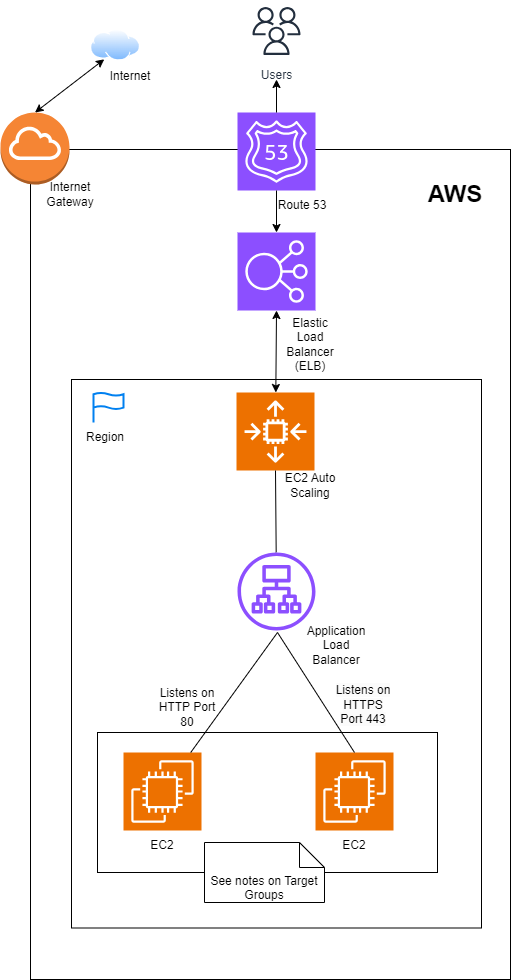 Users
Internet
53
Internet
Gateway
AWS
Route 53
Elastic
Load
Balancer
(ELB)
Region
EC2 Auto
Scaling
Application
Load
Balancer
Listens on
HTTP Port
80
Listens on
HTTPS
Port 443
EC2
EC2
See notes on Target
Groups